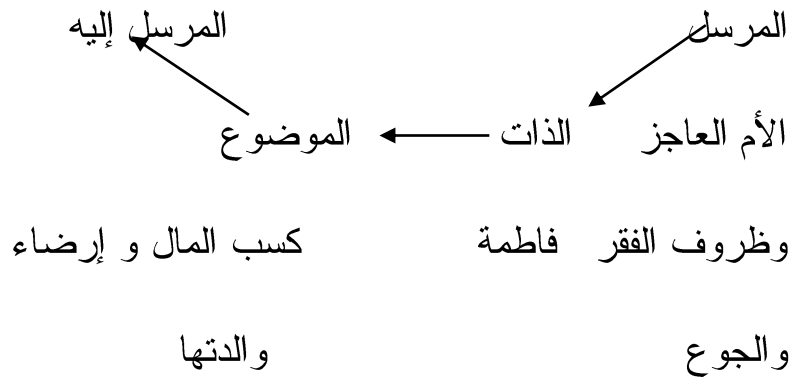 المرسل المرسل إليه
الأم العاجز الذات الموضوع
وظروف الفقر فاطمة كسب المال و إرضاء
والجوع والدتها